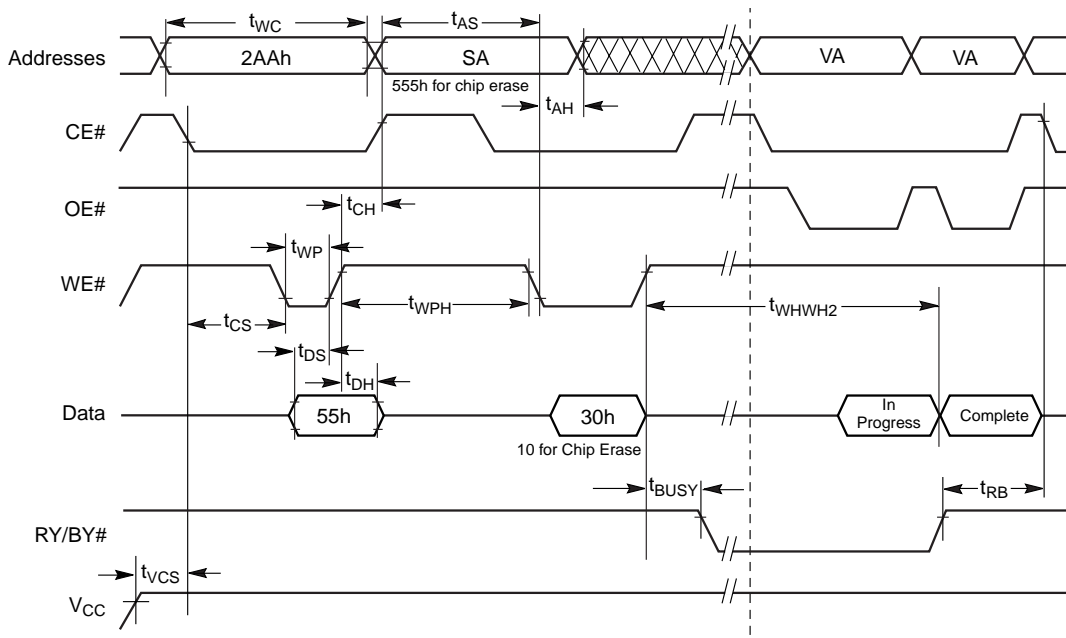 tWC
tAS
Addresses
2AAh
SA
VA
VA
555h for chip erase
tAH
CE#
OE#
tCH
tWP
WE#
tWPH
tWHWH2
tCS
tDS
tDH
Data
55h
30h
In
Progress
Complete
10 for Chip Erase
tBUSY
tRB
RY/BY#
tVCS
VCC